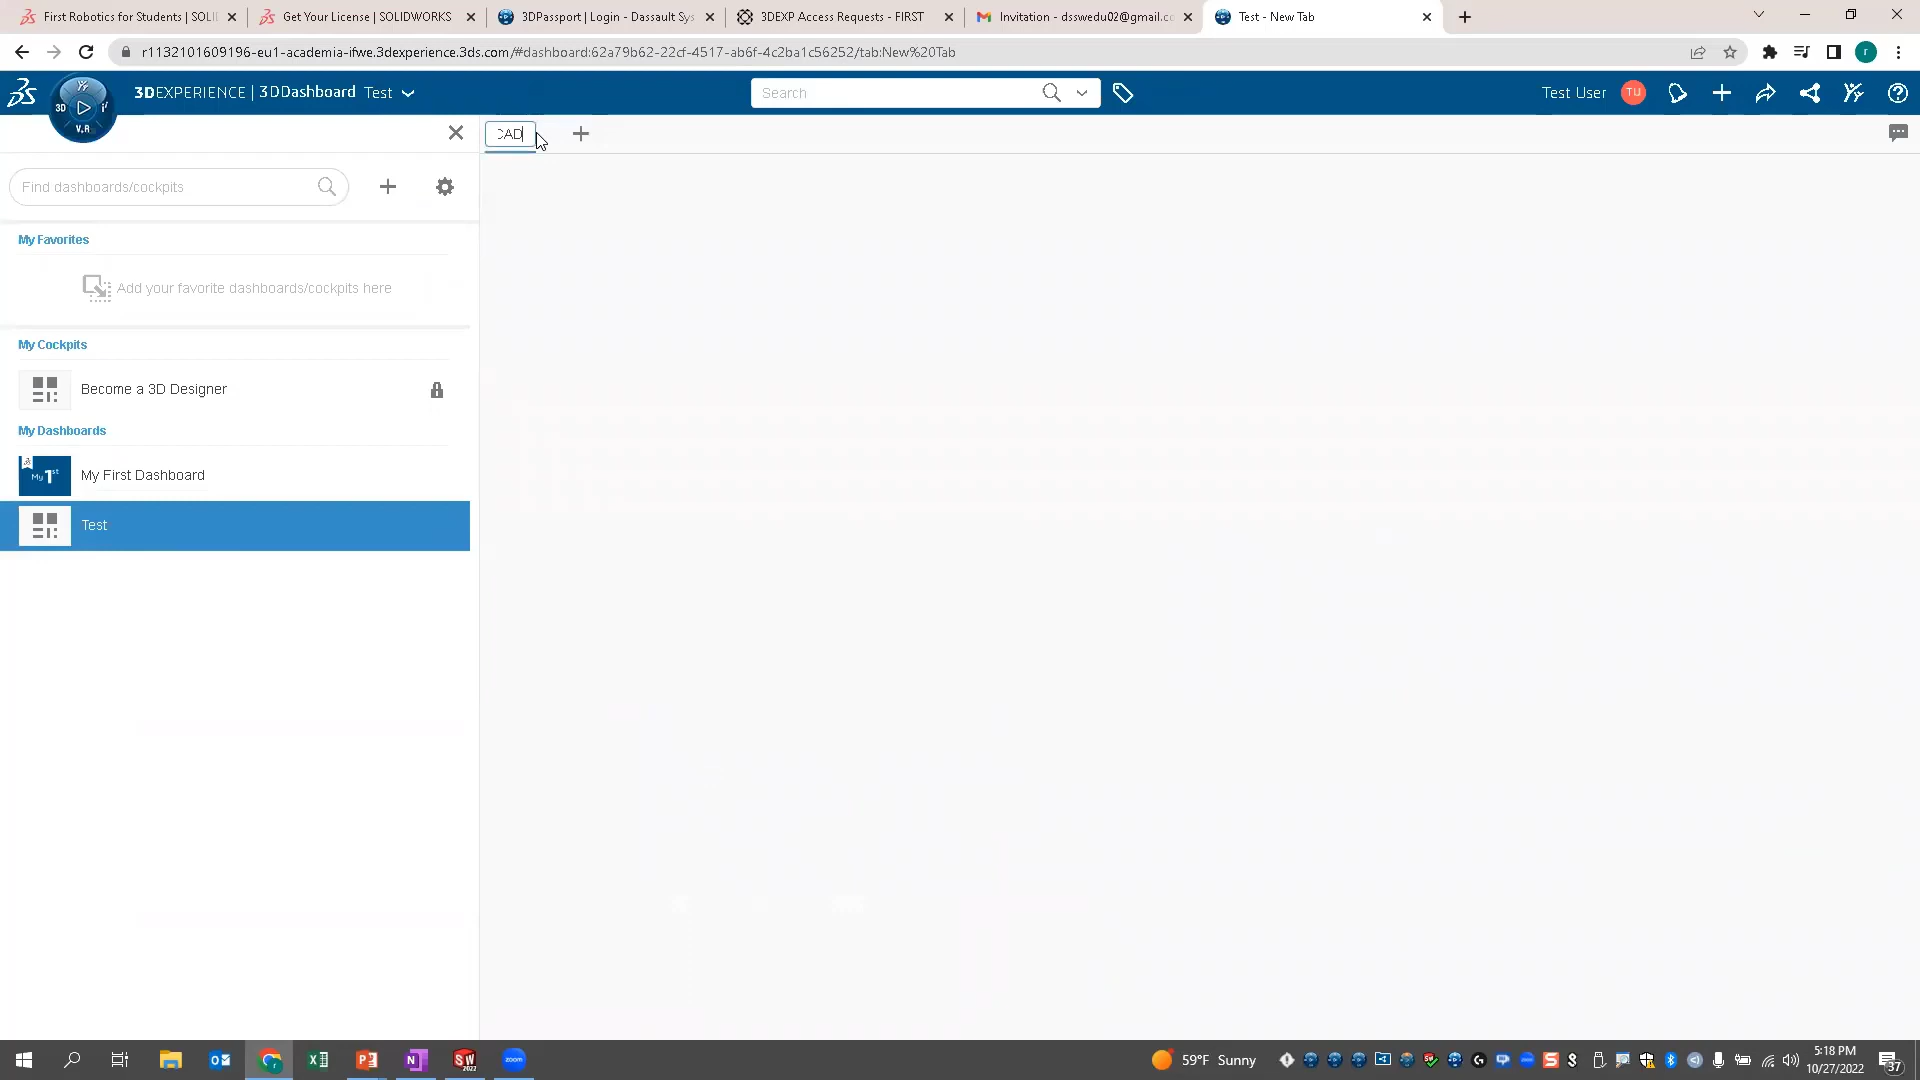 First Robotics for Students | SOLI
Get Your License | SOLIDWORKS
3DPassport | Login - Dassault Sys
3DEXP Access Requests - FIRST
Invitation - dsswedu02@gmail.co
Test - New Tab
r1132101609196-eu1-academia-ifwe.3dexperience.3ds.com/#dashboard:62a79b62-22cf-4517-ab6f-4c2ba1c56252/tab:New%20Tab
3D
V.R
3DEXPERIENCE | 3DDashboard Test
Search
Test User
TU
CAD
Find dashboards/cockpits
My Favorites
Add your favorite dashboards/cockpits here
My Cockpits
Become a 3D Designer
My Dashboards
My 1st
My First Dashboard
Test
59°F Sunny
5:18 PM
10/27/2022
37